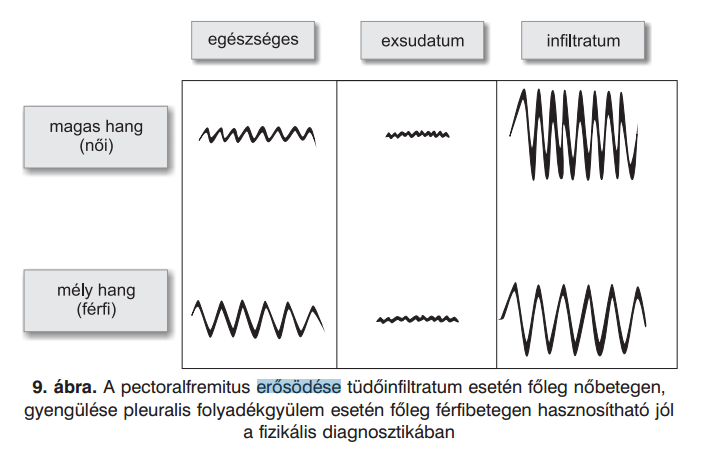 egészséges
exsudatum
infiltratum
magas hang
(női)
mély hang
(férfi)
9. ábra. A pectoralfremitus erősödése tüdőinfiltratum esetén főleg nőbetegen,
gyengülése pleuralis folyadékgyülem esetén főleg férfibetegen hasznosítható jól
a fizikális diagnosztikában